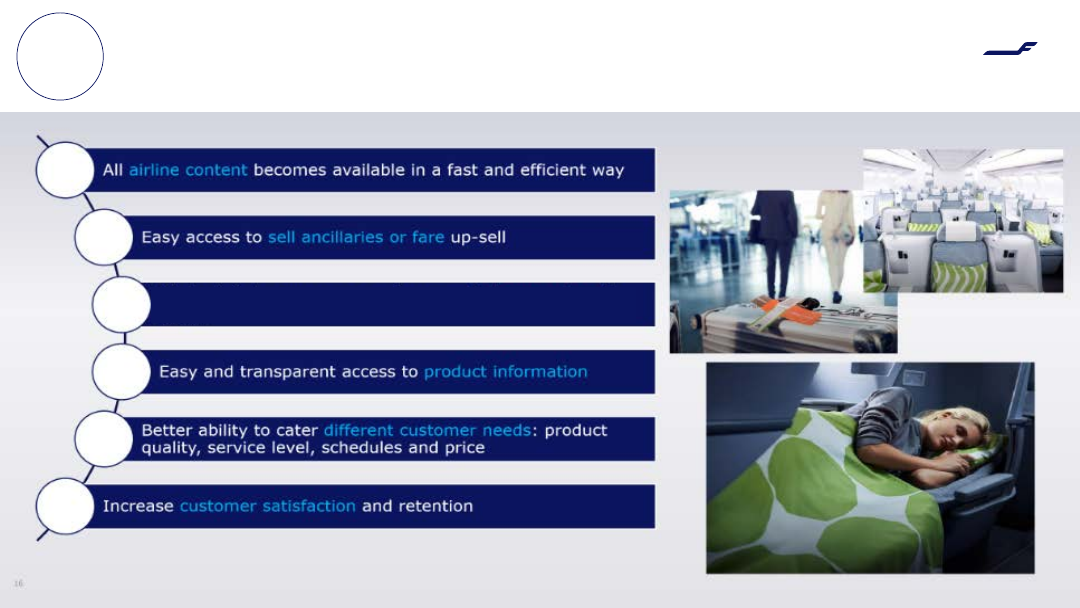 All airline content becomes available in a fast and efficient way
Easy access to sell ancillaries or fare up-sell
Easy and transparent access to product information
Better ability to cater different customer needs: product
quality, service level, schedules and price
Increase customer satisfaction and retention
16